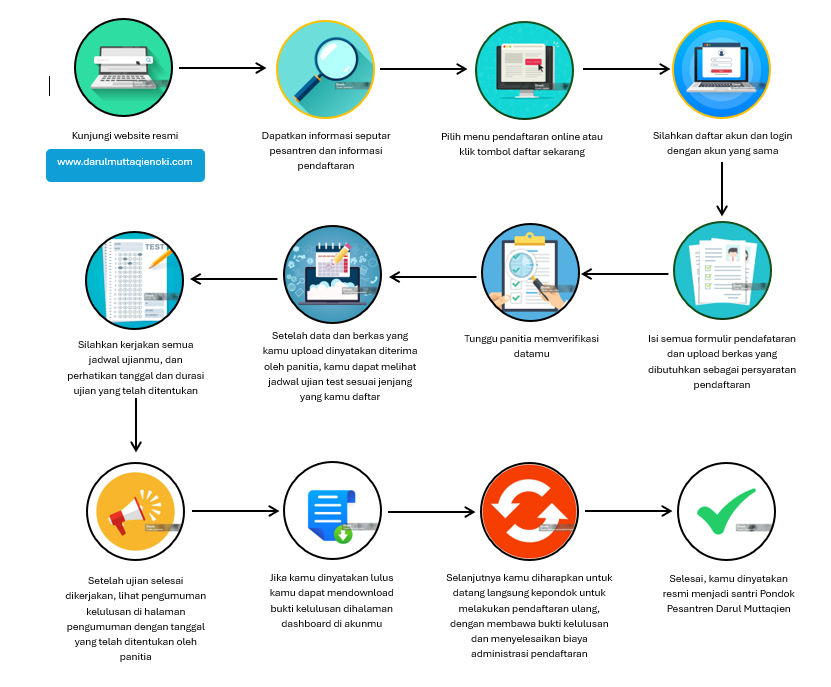 Kunjungi website resmi
www.darulmuttaqienoki.com
Dapatkan informasi seputar
pesantren dan informasi
pendaftaran
Pilih menu pendaftaran online atau
klik tombol daftar sekarang
Silahkan daftar akun dan login
dengan akun yang sama
Isi semua formulir pendafataran
dan upload berkas yang
dibutuhkan sebagai persyaratan
pendaftaran
Tunggu panitia memverifikasi
datamu
Setelah data dan berkas yang
kamu upload dinyatakan diterima
oleh panitia, kamu dapat melihat
jadwal ujian test sesuai jenjang
yang kamu daftar
TEST
Silahkan kerjakan semua
jadwal ujianmu, dan
perhatikan tanggal dan durasi
ujian yang telah ditentukan
Setelah ujian selesai
dikerjakan, lihat pengumuman
kelulusan di halaman
pengumuman dengan tanggal
yang telah ditentukan oleh
panitia
Jika kamu dinyatakan lulus
kamu dapat mendownload
bukti kelulusan dihalaman
dashboard di akunmu
Selanjutnya kamu diharapkan untuk
datang langsung kepondok untuk
melakukan pendaftaran ulang,
dengan membawa bukti kelulusan
dan menyelesaikan biaya
administrasi pendaftaran
Selesai, kamu dinyatakan
resmi menjadi santri Pondok
Pesantren Darul Muttaqien